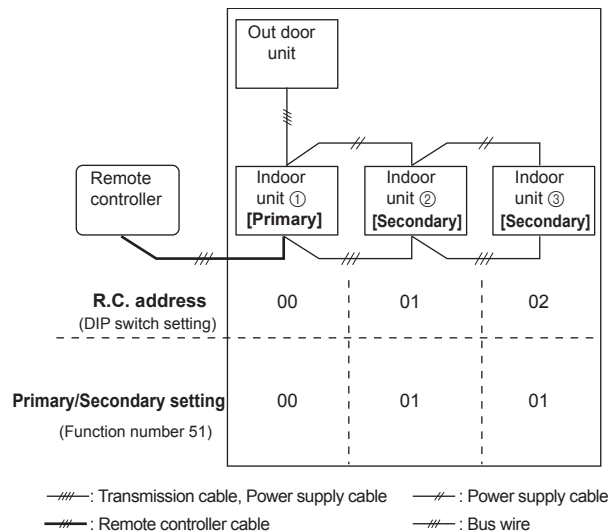 Out door
unit
Remote
controller
Indoor
unit ①
[Primary]
Indoor
unit ②
[Secondary]
Indoor
unit ③
[Secondary]
R.C. address
(DIP switch setting)
00
01
02
Primary/Secondary setting
(Function number 51)
00
01
01
: Transmission cable, Power supply cable
: Power supply cable
: Remote controller cable
: Bus wire